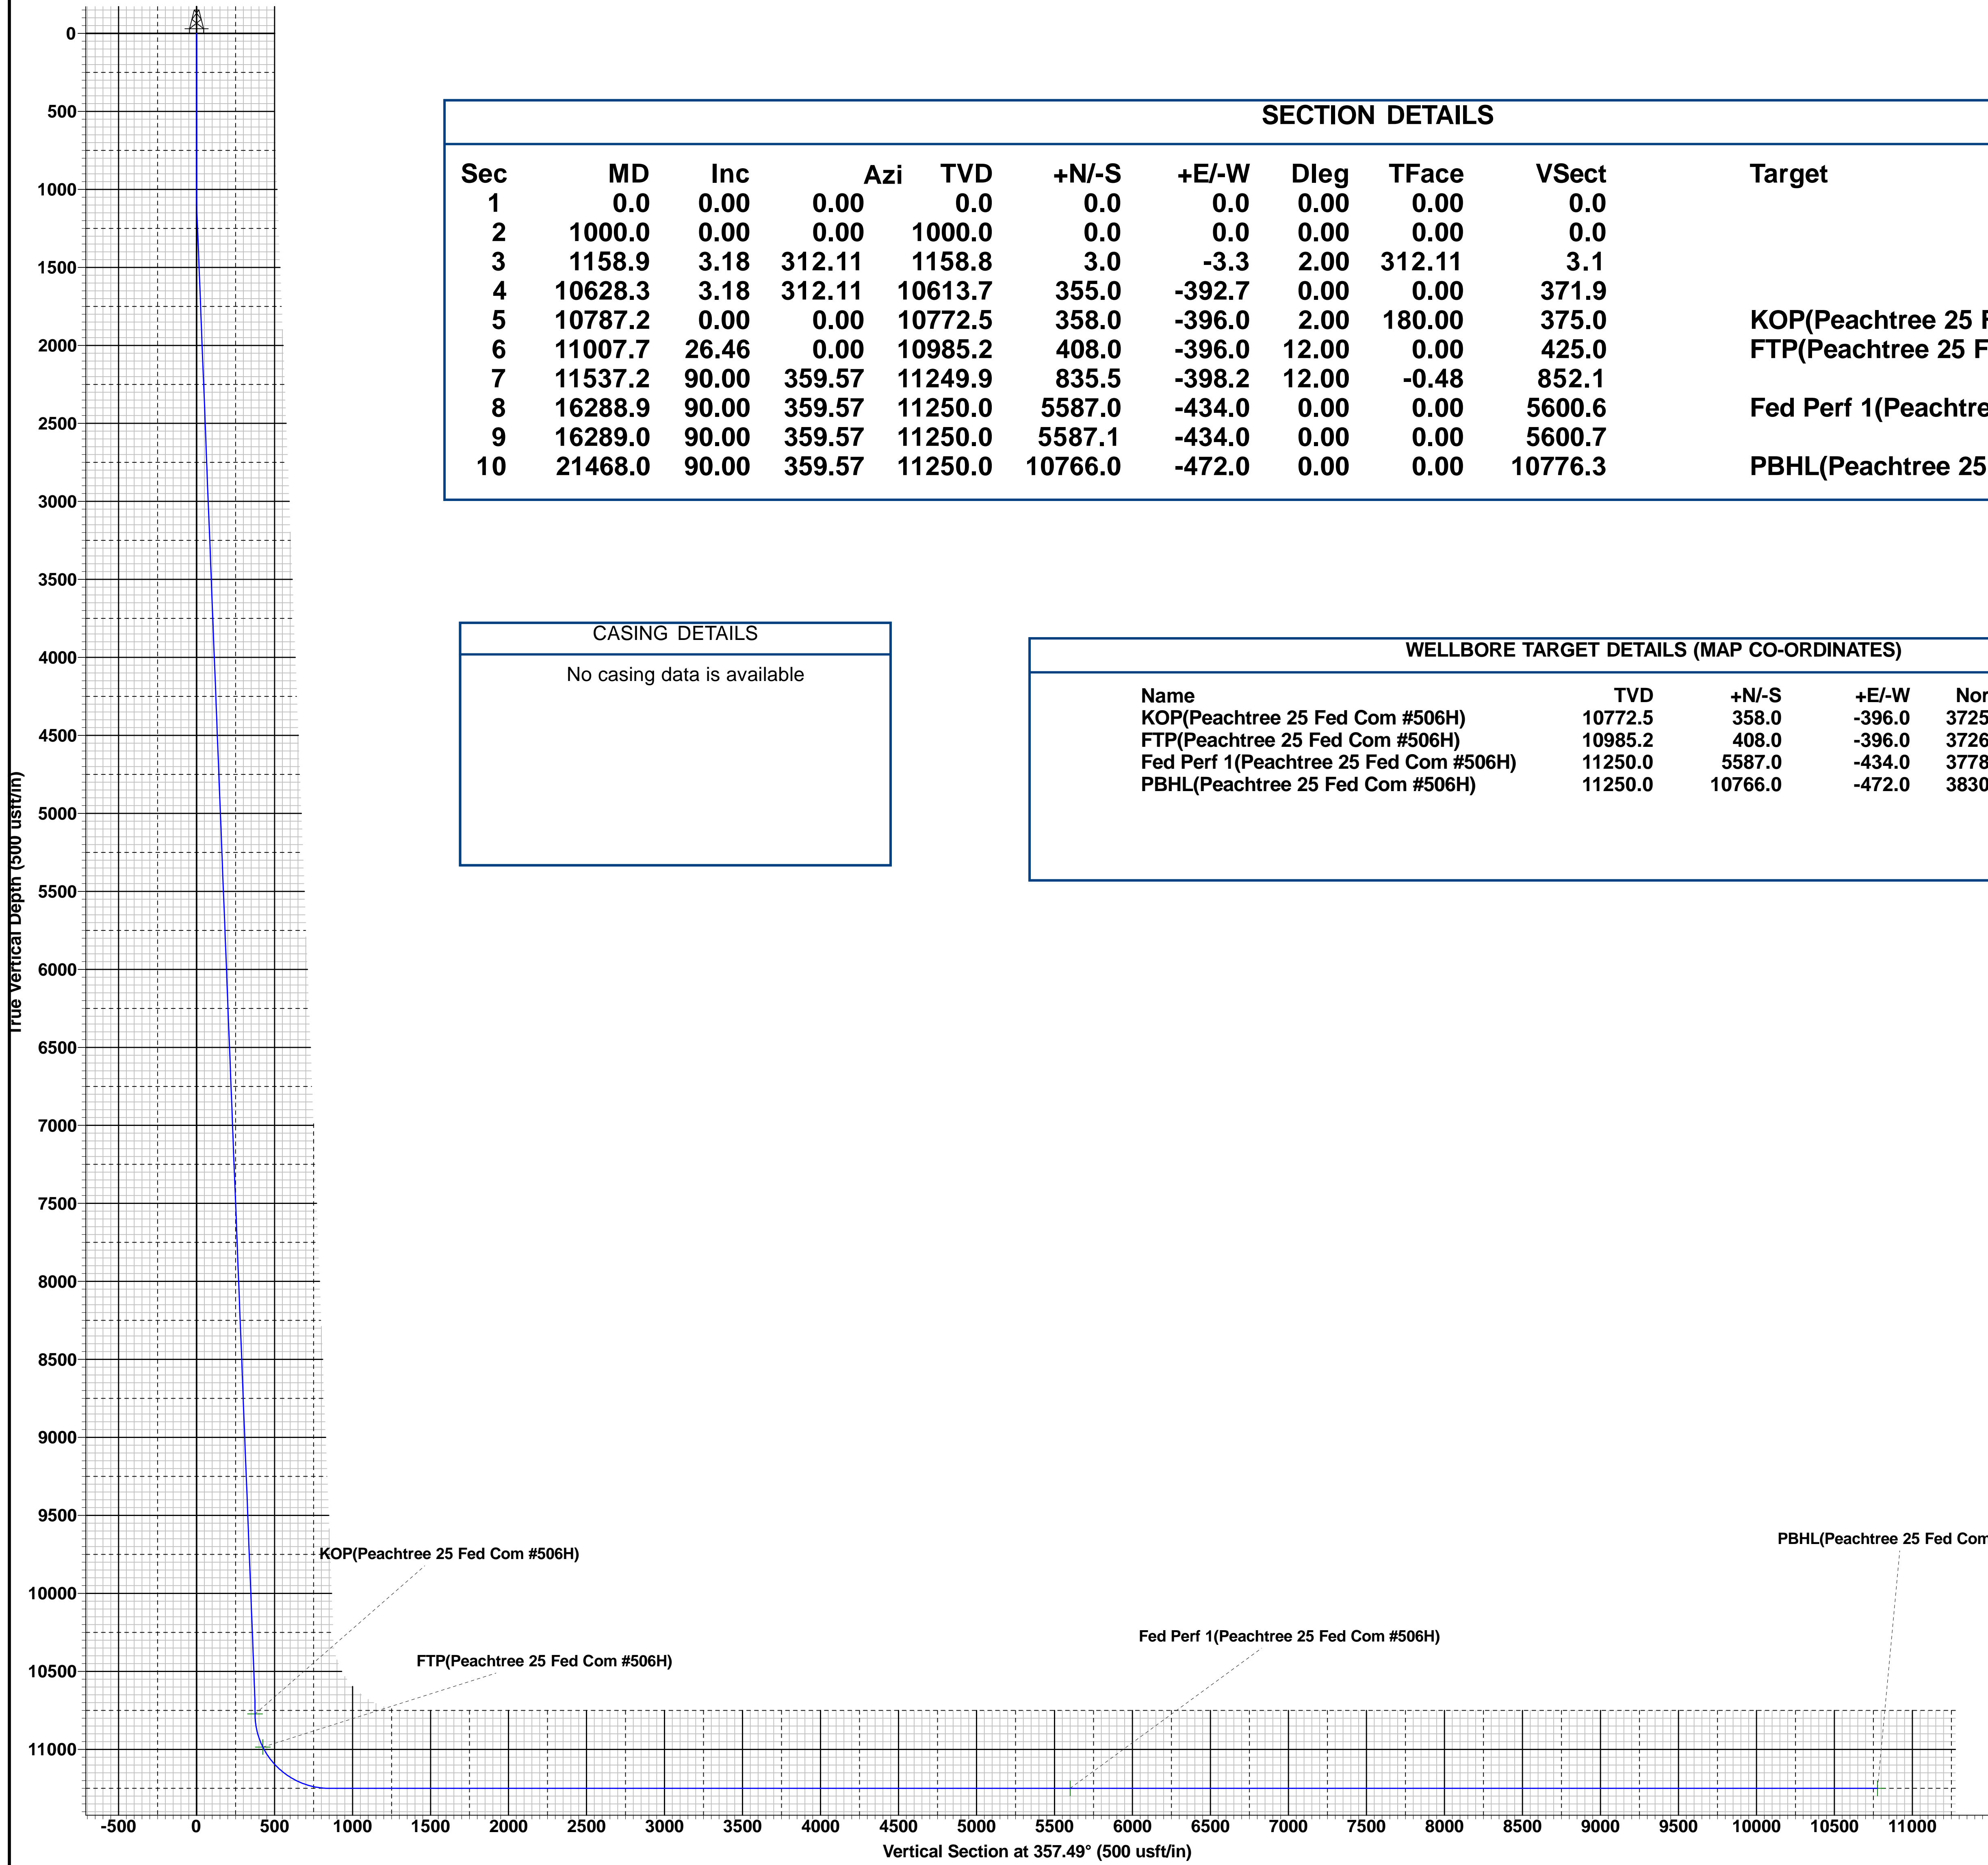 SECTION DETAILS
Sec MD Inc Azi TVD +N/-S +E/-W Dleg TFace VSect Target
1 0.0 0.00 0.00 0.0 0.0 0.0 0.00 0.00 0.0
2 1000.0 0.00 0.00 1000.0 0.0 0.0 0.00 0.00 0.0
3 1158.9 3.18 312.11 1158.8 3.0 -3.3 2.00 312.11 3.1
4 10628.3 3.18 312.11 10613.7 355.0 -392.7 0.00 0.00 371.9
5 10787.2 0.00 0.00 10772.5 358.0 -396.0 2.00 180.00 375.0 KOP(Peachtree 25 F
6 11007.7 26.46 0.00 10985.2 408.0 -396.0 12.00 0.00 425.0 FTP(Peachtree 25 F
7 11537.2 90.00 359.57 11249.9 835.5 -398.2 12.00 -0.48 852.1
8 16288.9 90.00 359.57 11250.0 5587.0 -434.0 0.00 0.00 5600.6 Fed Perf 1(Peachtre
9 16289.0 90.00 359.57 11250.0 5587.1 -434.0 0.00 0.00 5600.7
10 21468.0 90.00 359.57 11250.0 10766.0 -472.0 0.00 0.00 10776.3 PBHL(Peachtree 25
CASING DETAILS
No casing data is available
WELLBORE TARGET DETAILS (MAP CO-ORDINATES)
Name TVD +N/-S +E/-W Nor
KOP(Peachtree 25 Fed Com #506H) 10772.5 358.0 -396.0 3725
FTP(Peachtree 25 Fed Com #506H) 10985.2 408.0 -396.0 3726
Fed Perf 1(Peachtree 25 Fed Com #506H) 11250.0 5587.0 -434.0 3778
PBHL(Peachtree 25 Fed Com #506H) 11250.0 10766.0 -472.0 3830
True Vertical Depth (500 usft/in)
0
500
1000
1500
2000
2500
3000
3500
4000
4500
5000
5500
6000
6500
7000
7500
8000
8500
9000
9500
10000
10500
11000
KOP(Peachtree 25 Fed Com #506H)
FTP(Peachtree 25 Fed Com #506H)
Fed Perf 1(Peachtree 25 Fed Com #506H)
PBHL(Peachtree 25 Fed Com
-500 0 500 1000 1500 2000 2500 3000 3500 4000 4500 5000 5500 6000 6500 7000 7500 8000 8500 9000 9500 10000 10500 11000
Vertical Section at 357.49° (500 usft/in)